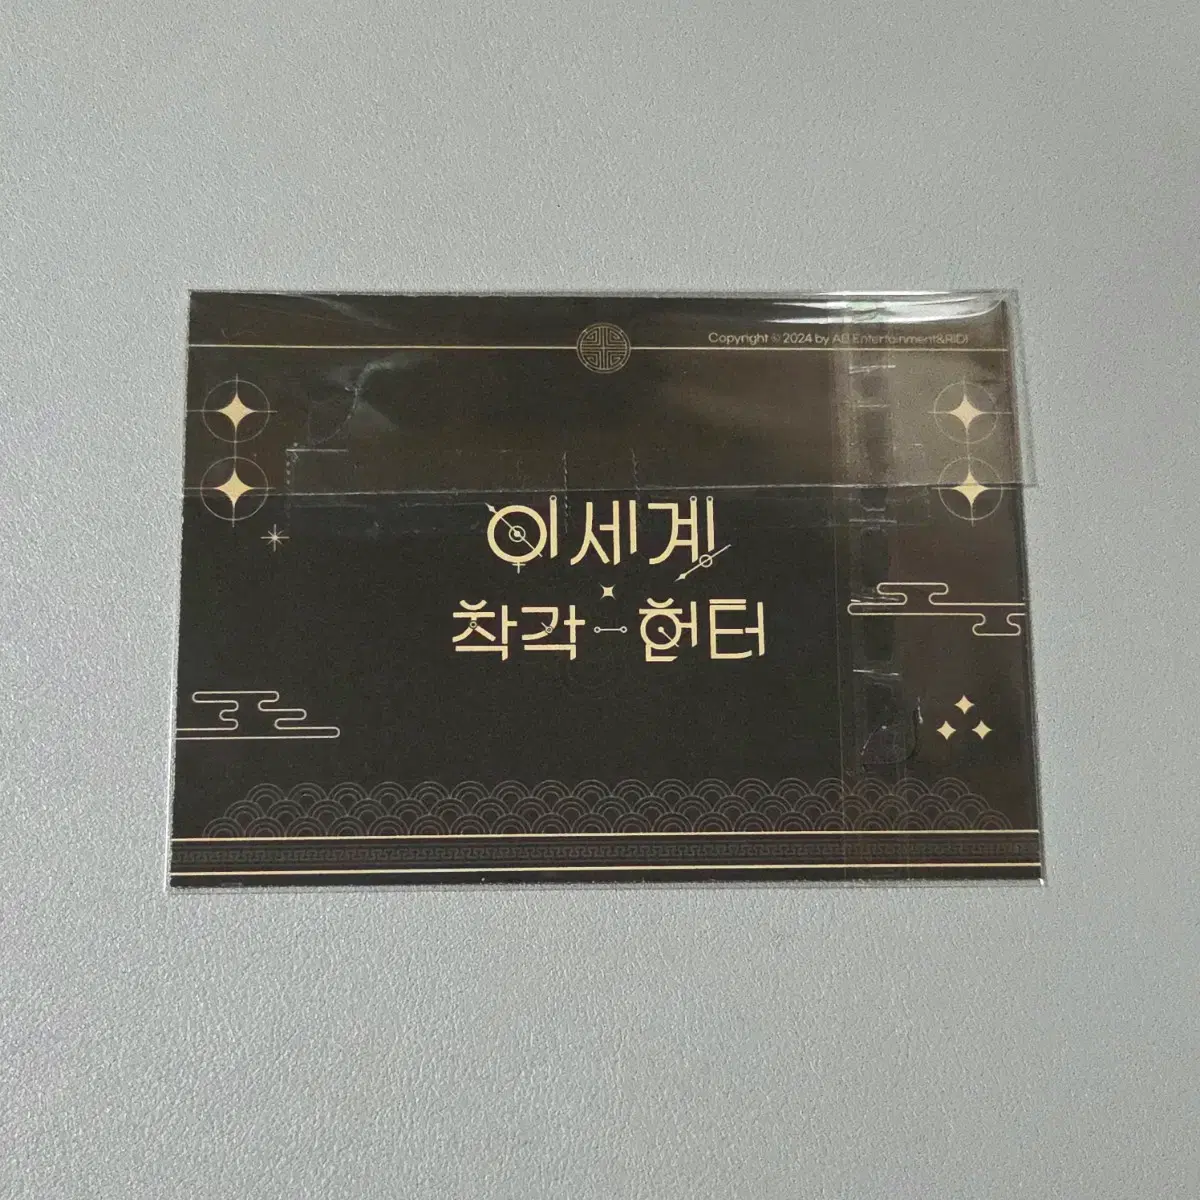 Copyright © 2024 by AB Entertainment&RIDI
이세계
착각 헌터